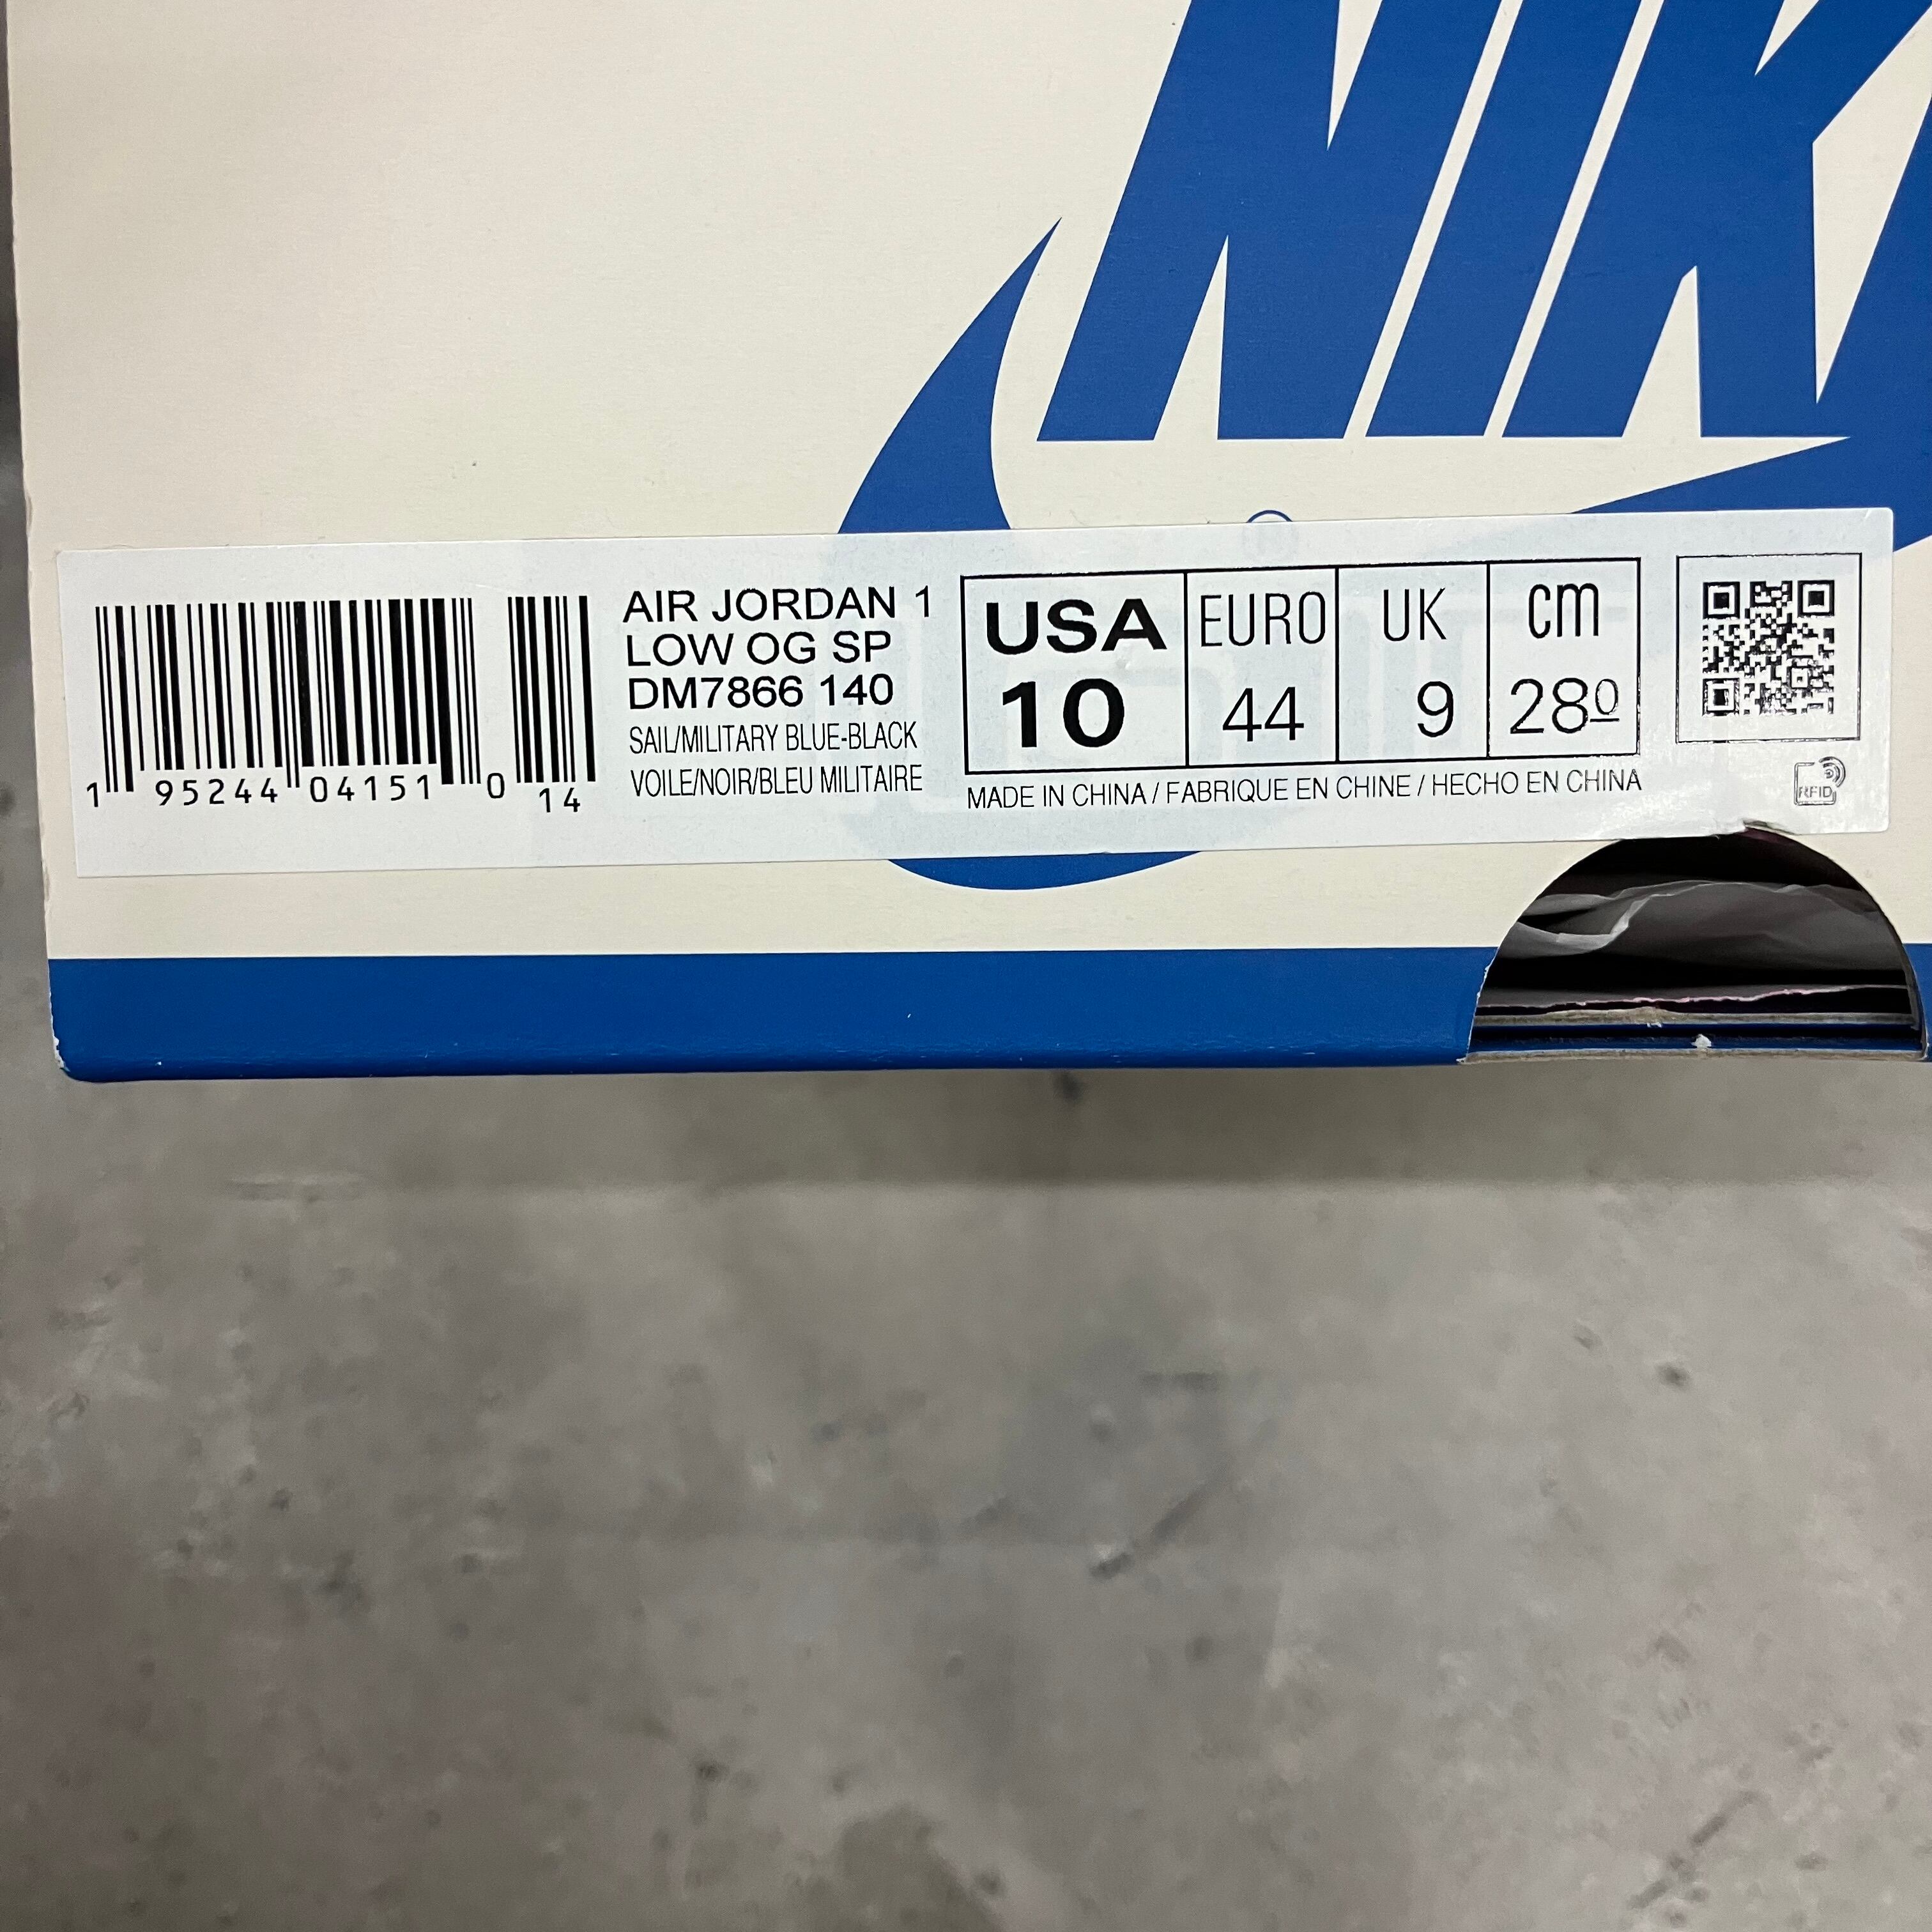 NIK
AIR JORDAN 1
LOW OG SP
DM7866 140
SAIL/MILITARY BLUE-BLACK
VOILE/NOIR/BLEU MILITAIRE
1 95244 04151 0 14
USA EURO UK cm
10 44 9 28⁰
MADE IN CHINA / FABRIQUE EN CHINE / HECHO EN CHINA
RFID
®